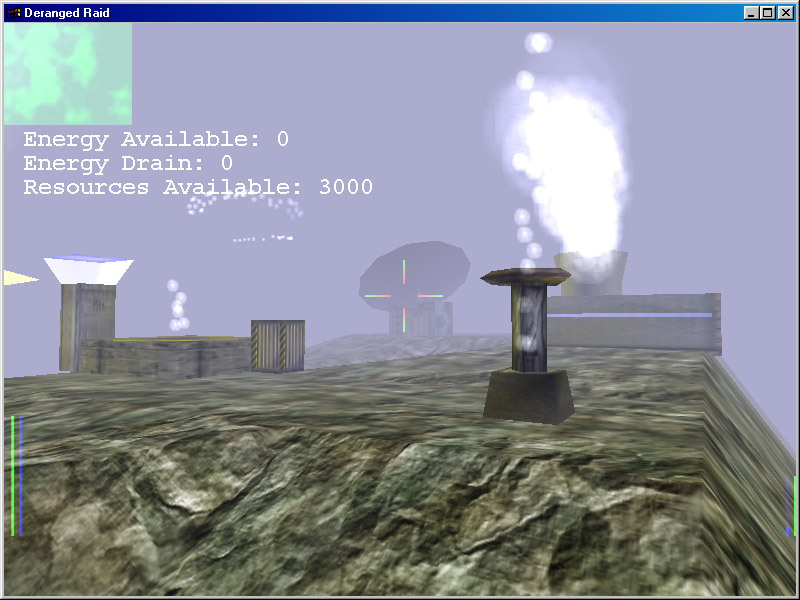 Deranged Raid
Energy Available: 0
Energy Drain: 0
Resources Available: 3000